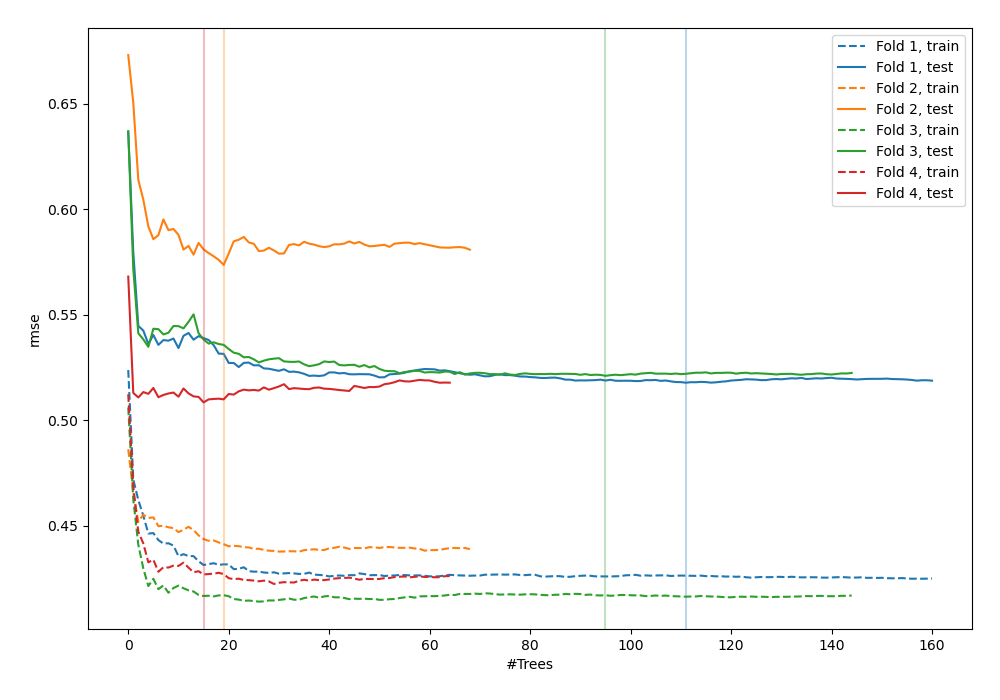 Fold 1, train
Fold 1, test
Fold 2, train
Fold 2, test
Fold 3, train
Fold 3, test
Fold 4, train
Fold 4, test
0.65
0.60
0.55
0.50
0.45
rmse
0 20 40 60 80 100 120 140 160
#Trees